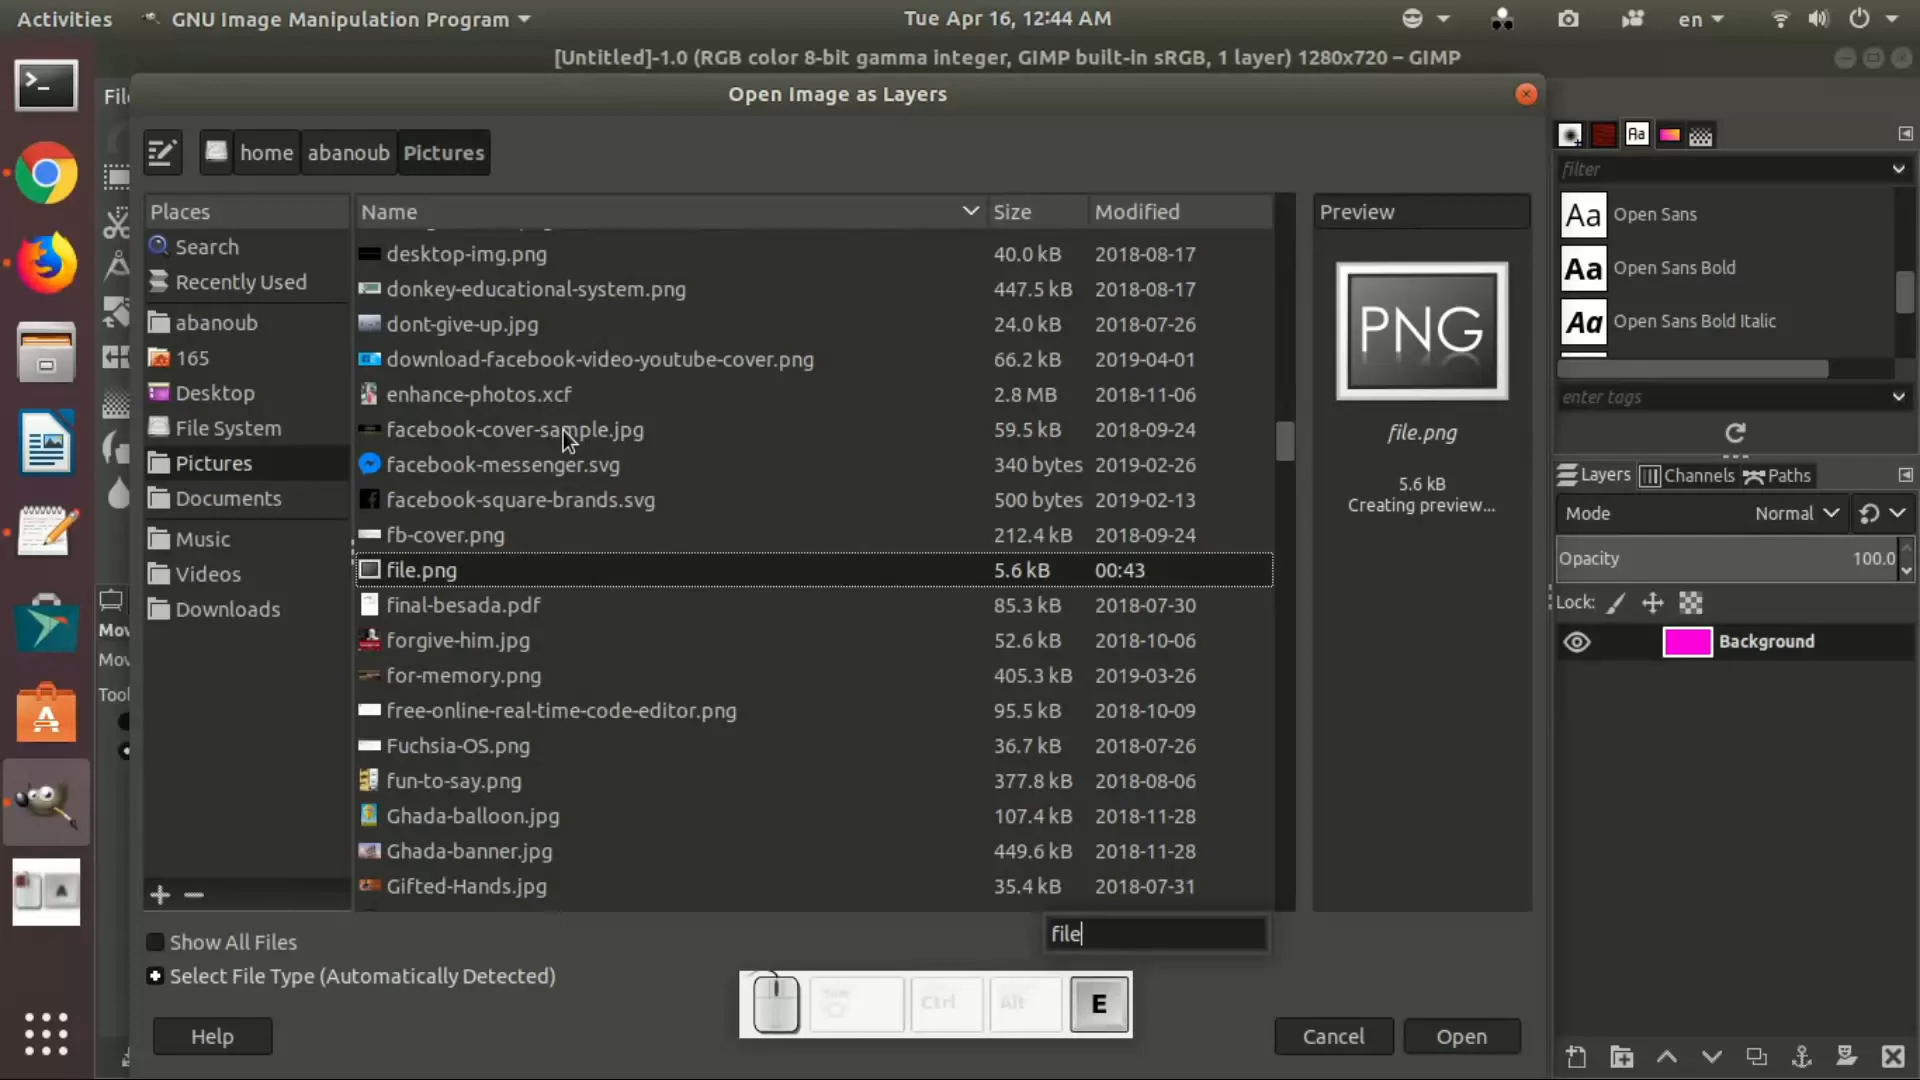 Activities GNU Image Manipulation Program Tue Apr 16, 12:44 AM en
[Untitled]-1.0 (RGB color 8-bit gamma integer, GIMP built-in sRGB, 1 layer) 1280x720 – GIMP
Open Image as Layers
home abanoub Pictures
Places
Search
Recently Used
abanoub
165
Desktop
File System
Pictures
Documents
Music
Videos
Downloads
Name Size Modified
desktop-img.png 40.0 kB 2018-08-17
donkey-educational-system.png 447.5 kB 2018-08-17
dont-give-up.jpg 24.0 kB 2018-07-26
download-facebook-video-youtube-cover.png 66.2 kB 2019-04-01
enhance-photos.xcf 2.8 MB 2018-11-06
facebook-cover-sample.jpg 59.5 kB 2018-09-24
facebook-messenger.svg 340 bytes 2019-02-26
facebook-square-brands.svg 500 bytes 2019-02-13
fb-cover.png 212.4 kB 2018-09-24
file.png 5.6 kB 00:43
final-besada.pdf 85.3 kB 2018-07-30
forgive-him.jpg 52.6 kB 2018-10-06
for-memory.png 405.3 kB 2019-03-26
free-online-real-time-code-editor.png 95.5 kB 2018-10-09
Fuchsia-OS.png 36.7 kB 2018-07-26
fun-to-say.png 377.8 kB 2018-08-06
Ghada-balloon.jpg 107.4 kB 2018-11-28
Ghada-banner.jpg 449.6 kB 2018-11-28
Gifted-Hands.jpg 35.4 kB 2018-07-31
Preview
PNG
file.png
5.6 kB
Creating preview...
file
Show All Files
Select File Type (Automatically Detected)
Ctrl Alt E
Help Cancel Open
filter
Aa Open Sans
Aa Open Sans Bold
Aa Open Sans Bold Italic
enter tags
Layers Channels Paths
Mode Normal
Opacity 100.0
Lock:
Background